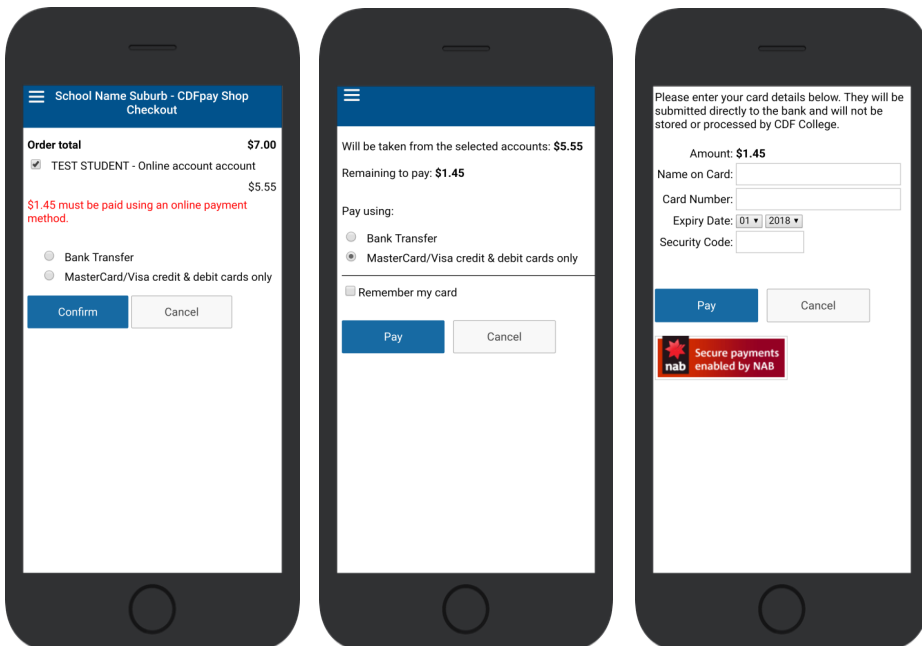 School Name Suburb - CDFpay Shop
Checkout
Order total $7.00
TEST STUDENT - Online account account
$5.55
$1.45 must be paid using an online payment
method.
Bank Transfer
MasterCard/Visa credit & debit cards only
Confirm Cancel
Will be taken from the selected accounts: $5.55
Remaining to pay: $1.45
Pay using:
Bank Transfer
MasterCard/Visa credit & debit cards only
Remember my card
Pay Cancel
Please enter your card details below. They will be
submitted directly to the bank and will not be
stored or processed by CDF College.
Amount: $1.45
Name on Card:
Card Number:
Expiry Date: 01 2018
Security Code:
Pay Cancel
nab
Secure payments
enabled by NAB